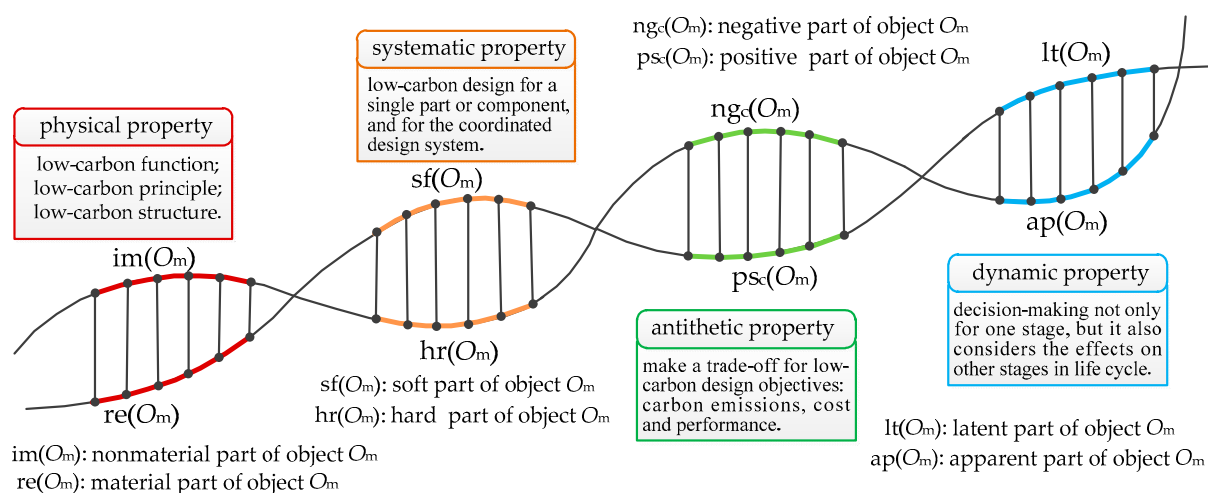 physical property
low-carbon function;
low-carbon principle;
low-carbon structure.
im(Om)
re(Om)
im(Om): nonmaterial part of object Om
re(Om): material part of object Om
systematic property
low-carbon design for a
single part or component,
and for the coordinated
design system.
sf(Om)
hr(Om)
sf(Om): soft part of object Om
hr(Om): hard part of object Om
ngc(Om): negative part of object Om
psc(Om): positive part of object Om
ngc(Om)
psc(Om)
antithetic property
make a trade-off for low-
carbon design objectives:
carbon emissions, cost
and performance.
lt(Om)
ap(Om)
dynamic property
decision-making not only
for one stage, but it also
considers the effects on
other stages in life cycle.
lt(Om): latent part of object Om
ap(Om): apparent part of object Om